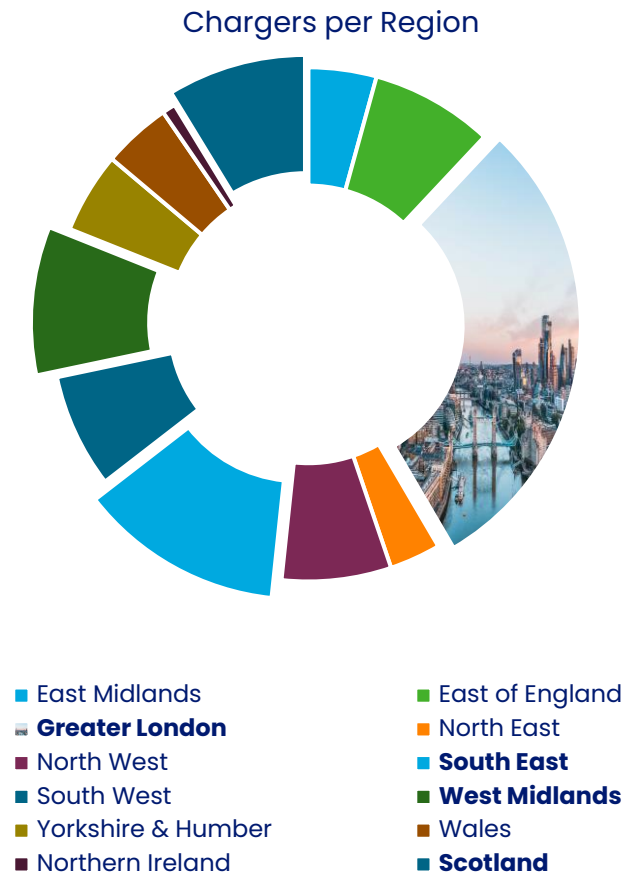 Chargers per Region
East Midlands
East of England
Greater London
North East
North West
South East
South West
West Midlands
Yorkshire & Humber
Wales
Northern Ireland
Scotland